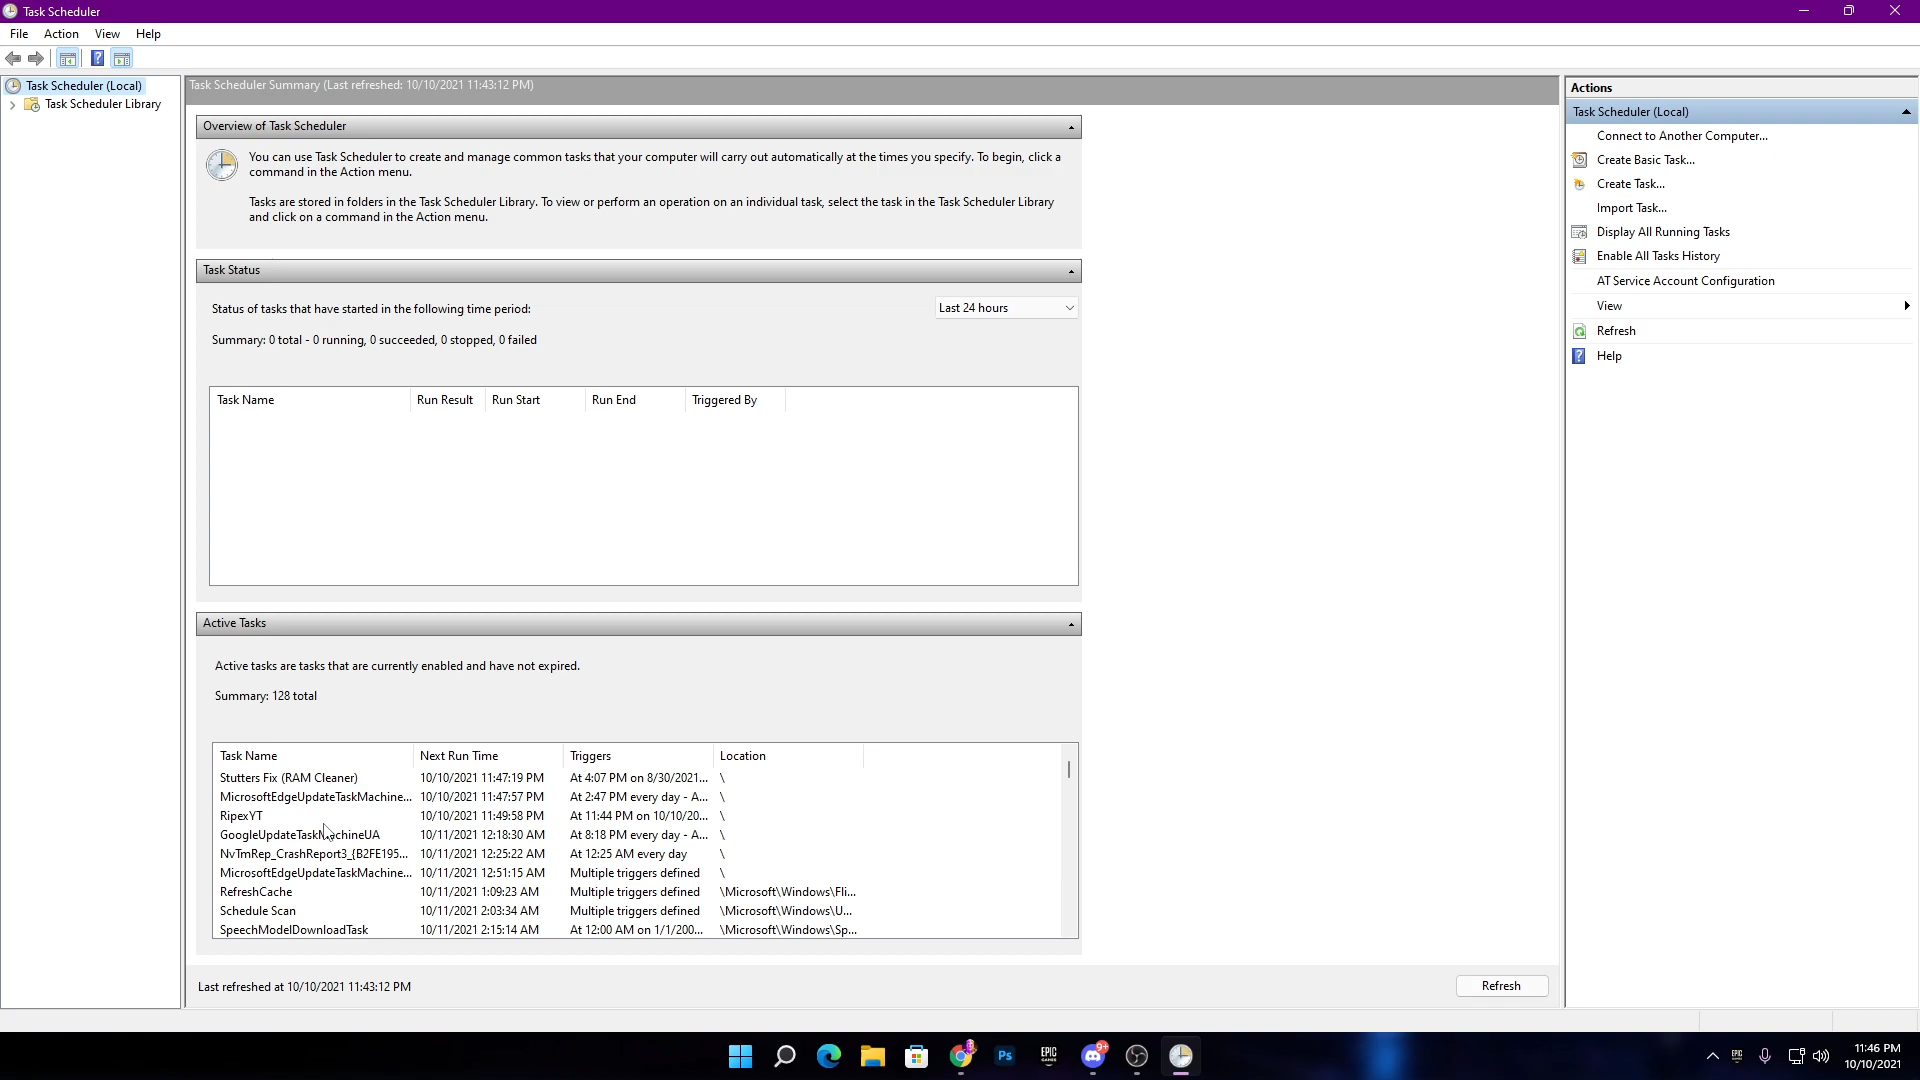 Task Scheduler
File Action View Help
Task Scheduler (Local)
Task Scheduler Library
Task Scheduler Summary (Last refreshed: 10/10/2021 11:43:12 PM)
Overview of Task Scheduler
You can use Task Scheduler to create and manage common tasks that your computer will carry out automatically at the times you specify. To begin, click a
command in the Action menu.
Tasks are stored in folders in the Task Scheduler Library. To view or perform an operation on an individual task, select the task in the Task Scheduler Library
and click on a command in the Action menu.
Task Status
Status of tasks that have started in the following time period: Last 24 hours
Summary: 0 total - 0 running, 0 succeeded, 0 stopped, 0 failed
Task Name Run Result Run Start Run End Triggered By
Active Tasks
Active tasks are tasks that are currently enabled and have not expired.
Summary: 128 total
Task Name Next Run Time Triggers Location
Stutters Fix (RAM Cleaner) 10/10/2021 11:47:19 PM At 4:07 PM on 8/30/2021... \
MicrosoftEdgeUpdateTaskMachine... 10/10/2021 11:47:57 PM At 2:47 PM every day - A... \
RipexYT 10/10/2021 11:49:58 PM At 11:44 PM on 10/10/20... \
GoogleUpdateTaskMachineUA 10/11/2021 12:18:30 AM At 8:18 PM every day - A... \
NvTmRep_CrashReport3_{B2FE195... 10/11/2021 12:25:22 AM At 12:25 AM every day \
MicrosoftEdgeUpdateTaskMachine... 10/11/2021 12:51:15 AM Multiple triggers defined \
RefreshCache 10/11/2021 1:09:23 AM Multiple triggers defined \Microsoft\Windows\Fli...
Schedule Scan 10/11/2021 2:03:34 AM Multiple triggers defined \Microsoft\Windows\U...
SpeechModelDownloadTask 10/11/2021 2:15:14 AM At 12:00 AM on 1/1/200... \Microsoft\Windows\Sp...
Last refreshed at 10/10/2021 11:43:12 PM
Refresh
Actions
Task Scheduler (Local)
Connect to Another Computer...
Create Basic Task...
Create Task...
Import Task...
Display All Running Tasks
Enable All Tasks History
AT Service Account Configuration
View
Refresh
Help
Ps
EPIC
GAMES
9+
EPIC
11:46 PM
10/10/2021